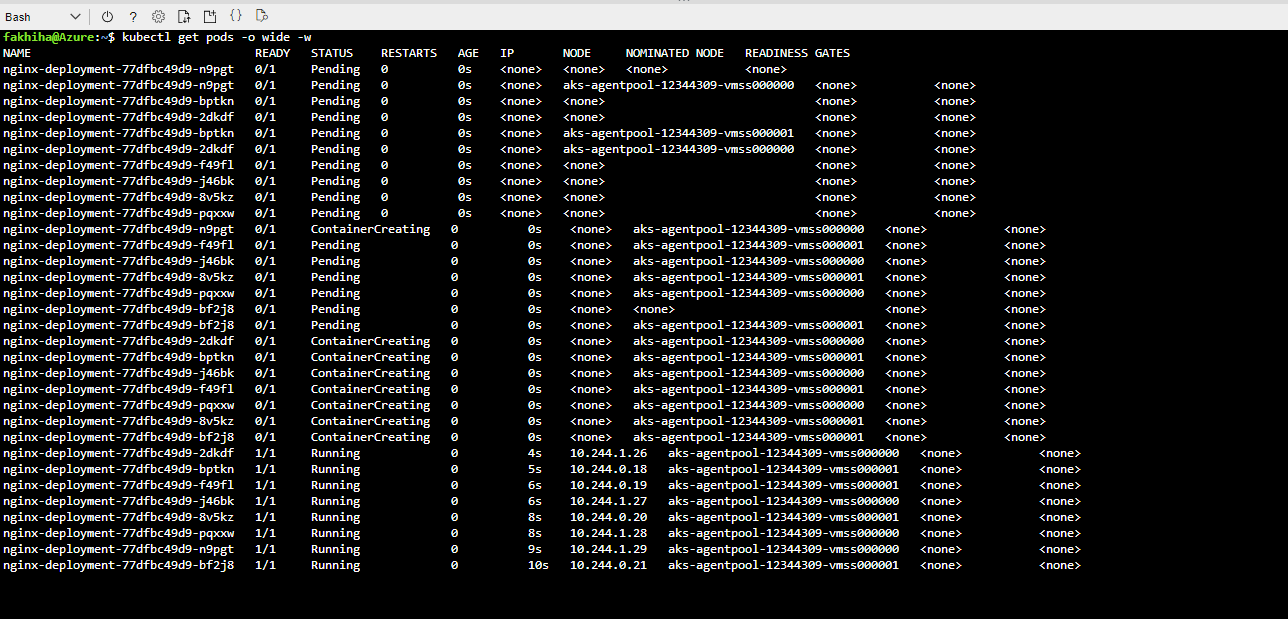 Bash
fakhiha@Azure:~$ kubectl get pods -o wide -w
NAME READY STATUS RESTARTS AGE IP NODE NOMINATED NODE READINESS GATES
nginx-deployment-77dfbc49d9-n9pgt 0/1 Pending 0 0s <none> <none> <none> <none>
nginx-deployment-77dfbc49d9-n9pgt 0/1 Pending 0 0s <none> aks-agentpool-12344309-vmss000000 <none> <none>
nginx-deployment-77dfbc49d9-bptkn 0/1 Pending 0 0s <none> <none> <none> <none>
nginx-deployment-77dfbc49d9-2dkdf 0/1 Pending 0 0s <none> <none> <none> <none>
nginx-deployment-77dfbc49d9-bptkn 0/1 Pending 0 0s <none> aks-agentpool-12344309-vmss000001 <none> <none>
nginx-deployment-77dfbc49d9-2dkdf 0/1 Pending 0 0s <none> aks-agentpool-12344309-vmss000000 <none> <none>
nginx-deployment-77dfbc49d9-f49fl 0/1 Pending 0 0s <none> <none> <none> <none>
nginx-deployment-77dfbc49d9-j46bk 0/1 Pending 0 0s <none> <none> <none> <none>
nginx-deployment-77dfbc49d9-8v5kz 0/1 Pending 0 0s <none> <none> <none> <none>
nginx-deployment-77dfbc49d9-pqxxw 0/1 Pending 0 0s <none> <none> <none> <none>
nginx-deployment-77dfbc49d9-n9pgt 0/1 ContainerCreating 0 0s <none> aks-agentpool-12344309-vmss000000 <none> <none>
nginx-deployment-77dfbc49d9-f49fl 0/1 Pending 0 0s <none> aks-agentpool-12344309-vmss000001 <none> <none>
nginx-deployment-77dfbc49d9-j46bk 0/1 Pending 0 0s <none> aks-agentpool-12344309-vmss000000 <none> <none>
nginx-deployment-77dfbc49d9-8v5kz 0/1 Pending 0 0s <none> aks-agentpool-12344309-vmss000001 <none> <none>
nginx-deployment-77dfbc49d9-pqxxw 0/1 Pending 0 0s <none> aks-agentpool-12344309-vmss000000 <none> <none>
nginx-deployment-77dfbc49d9-bf2j8 0/1 Pending 0 0s <none> <none> <none> <none>
nginx-deployment-77dfbc49d9-bf2j8 0/1 Pending 0 0s <none> aks-agentpool-12344309-vmss000001 <none> <none>
nginx-deployment-77dfbc49d9-2dkdf 0/1 ContainerCreating 0 0s <none> aks-agentpool-12344309-vmss000000 <none> <none>
nginx-deployment-77dfbc49d9-bptkn 0/1 ContainerCreating 0 0s <none> aks-agentpool-12344309-vmss000001 <none> <none>
nginx-deployment-77dfbc49d9-j46bk 0/1 ContainerCreating 0 0s <none> aks-agentpool-12344309-vmss000000 <none> <none>
nginx-deployment-77dfbc49d9-f49fl 0/1 ContainerCreating 0 0s <none> aks-agentpool-12344309-vmss000001 <none> <none>
nginx-deployment-77dfbc49d9-pqxxw 0/1 ContainerCreating 0 0s <none> aks-agentpool-12344309-vmss000000 <none> <none>
nginx-deployment-77dfbc49d9-8v5kz 0/1 ContainerCreating 0 0s <none> aks-agentpool-12344309-vmss000001 <none> <none>
nginx-deployment-77dfbc49d9-bf2j8 0/1 ContainerCreating 0 0s <none> aks-agentpool-12344309-vmss000001 <none> <none>
nginx-deployment-77dfbc49d9-2dkdf 1/1 Running 0 4s 10.244.1.26 aks-agentpool-12344309-vmss000000 <none> <none>
nginx-deployment-77dfbc49d9-bptkn 1/1 Running 0 5s 10.244.0.18 aks-agentpool-12344309-vmss000001 <none> <none>
nginx-deployment-77dfbc49d9-f49fl 1/1 Running 0 6s 10.244.0.19 aks-agentpool-12344309-vmss000001 <none> <none>
nginx-deployment-77dfbc49d9-j46bk 1/1 Running 0 6s 10.244.1.27 aks-agentpool-12344309-vmss000000 <none> <none>
nginx-deployment-77dfbc49d9-8v5kz 1/1 Running 0 8s 10.244.0.20 aks-agentpool-12344309-vmss000001 <none> <none>
nginx-deployment-77dfbc49d9-pqxxw 1/1 Running 0 8s 10.244.1.28 aks-agentpool-12344309-vmss000000 <none> <none>
nginx-deployment-77dfbc49d9-n9pgt 1/1 Running 0 9s 10.244.1.29 aks-agentpool-12344309-vmss000000 <none> <none>
nginx-deployment-77dfbc49d9-bf2j8 1/1 Running 0 10s 10.244.0.21 aks-agentpool-12344309-vmss000001 <none> <none>